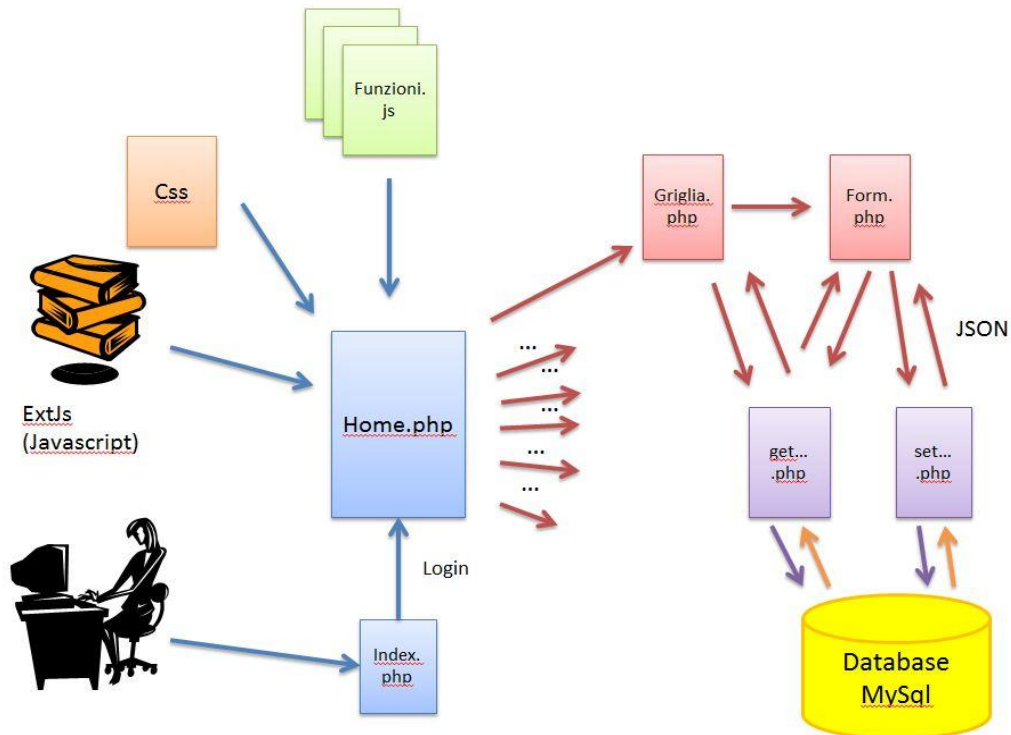 Funzioni.
js
Css
Griglia.
php
Form.
php
JSON
...
...
...
...
...
ExtJs
(Javascript)
Home.php
get...
.php
set...
.php
Login
Index.
php
Database
MySql